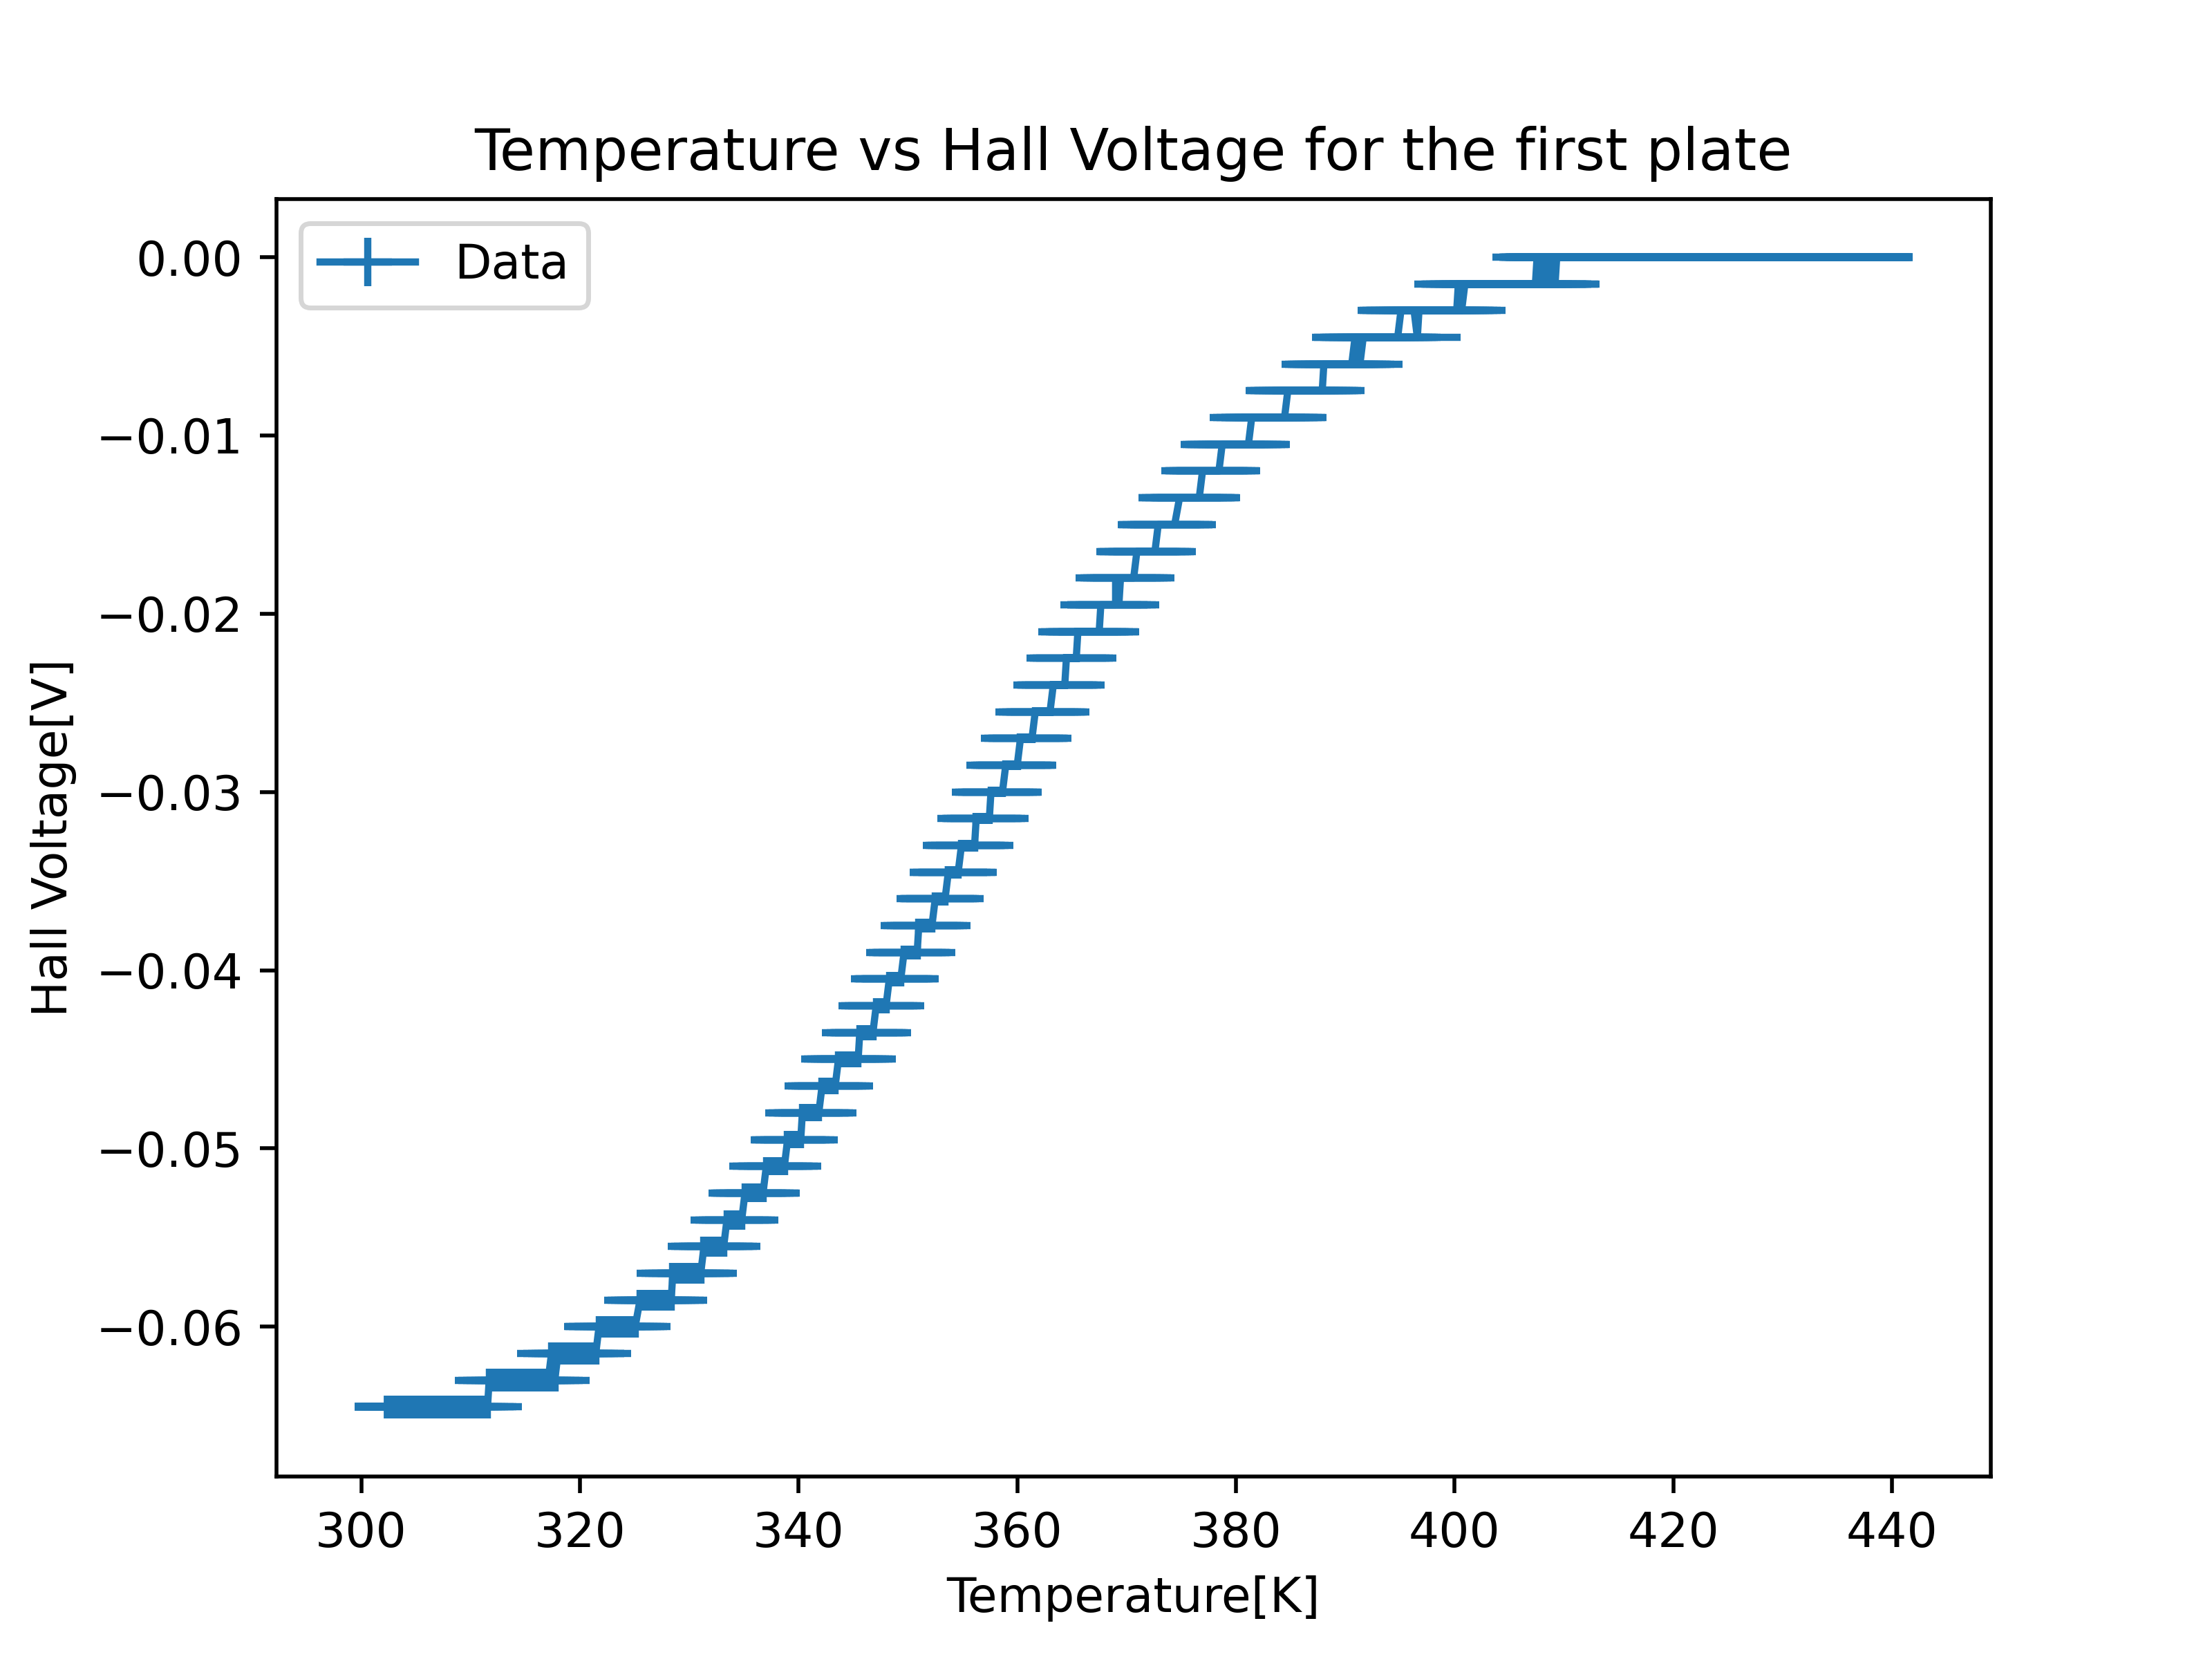 Temperature vs Hall Voltage for the first plate
Data
0.00
−0.01
−0.02
−0.03
−0.04
−0.05
−0.06
Hall Voltage[V]
300 320 340 360 380 400 420 440
Temperature[K]